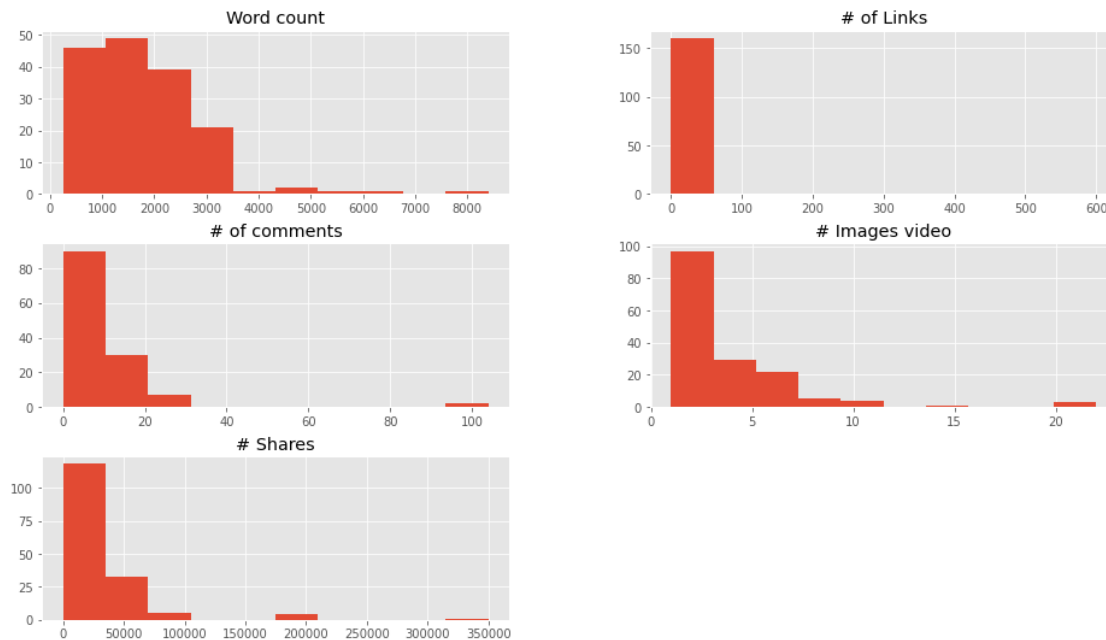 Word count
50
40
30
20
10
0
0 1000 2000 3000 4000 5000 6000 7000 8000
# of Links
150
100
50
0
0 100 200 300 400 500 600
# of comments
80
60
40
20
0
0 20 40 60 80 100
# Images video
100
80
60
40
20
0
0 5 10 15 20
# Shares
100
75
50
25
0
0 50000 100000 150000 200000 250000 300000 350000